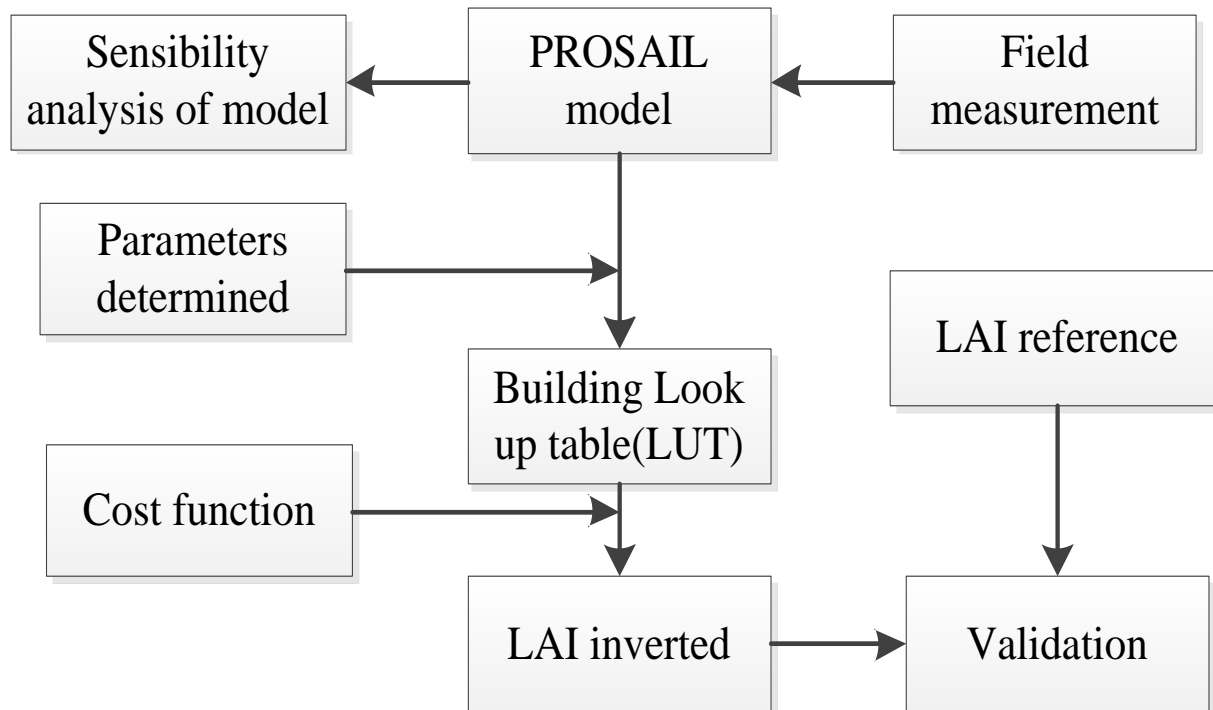 Sensibility
analysis of model
PROSAIL
model
Field
measurement
Parameters
determined
LAI reference
Building Look
up table(LUT)
Cost function
LAI inverted
Validation